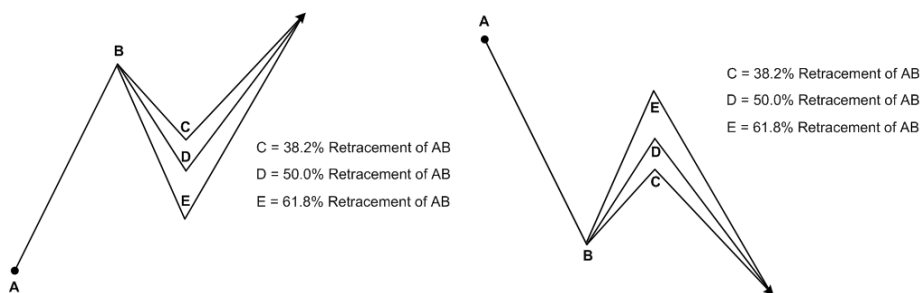 B
C
D
E
A
C = 38.2% Retracement of AB
D = 50.0% Retracement of AB
E = 61.8% Retracement of AB
A
E
D
C
B
C = 38.2% Retracement of AB
D = 50.0% Retracement of AB
E = 61.8% Retracement of AB